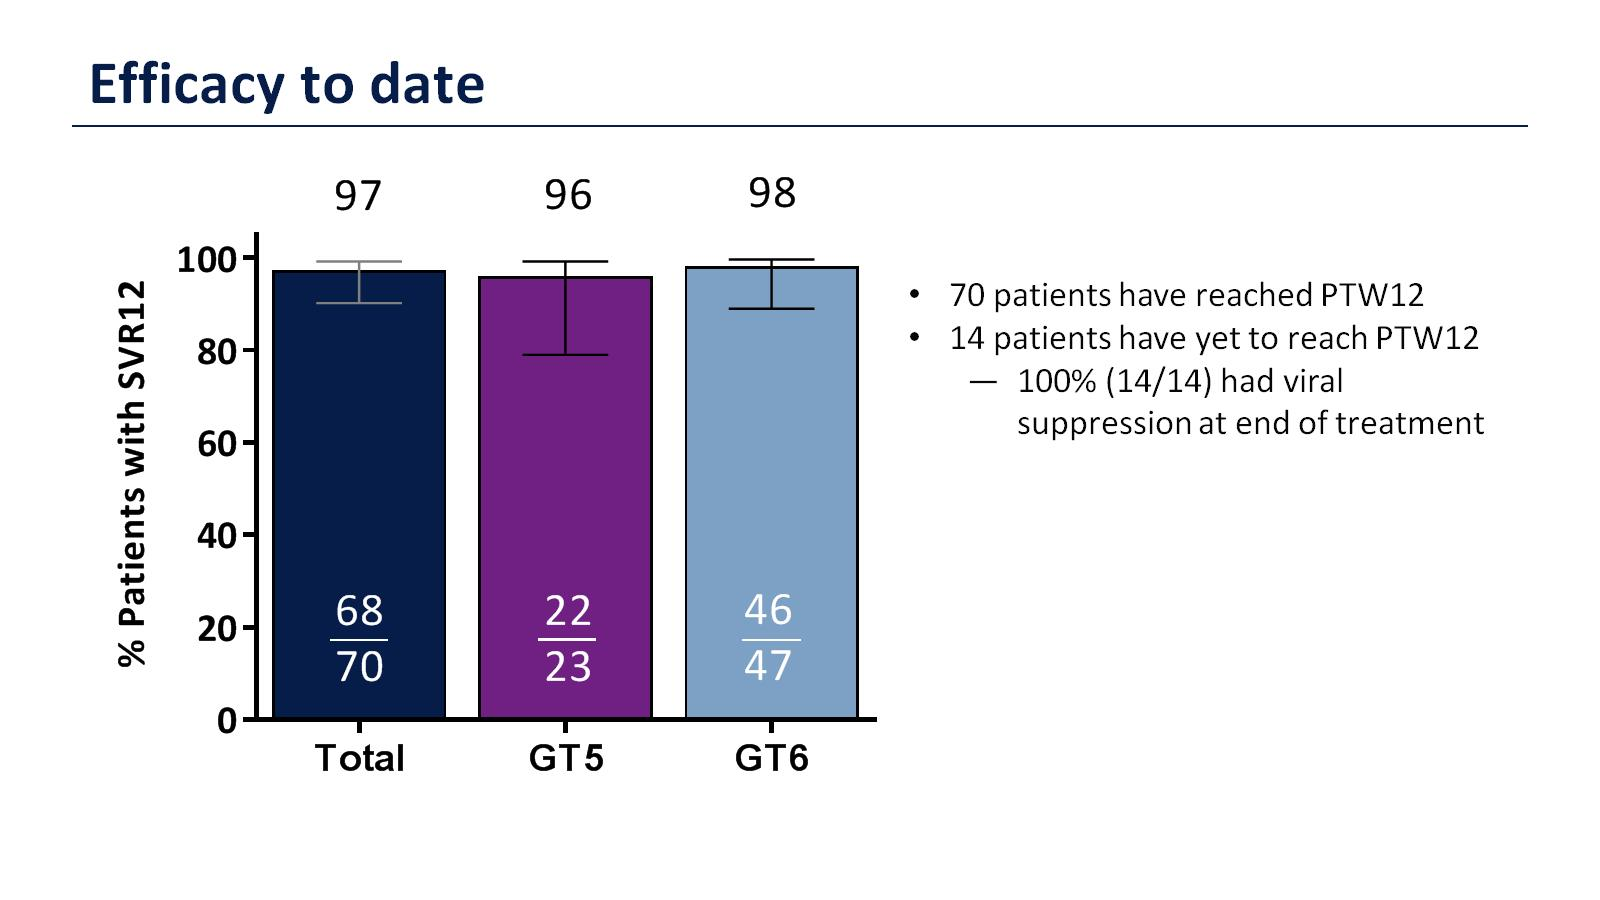 Efficacy to date
97 96 98
% Patients with SVR12
100
80
60
40
20
0
68
70
22
23
46
47
Total GT5 GT6
• 70 patients have reached PTW12
• 14 patients have yet to reach PTW12
— 100% (14/14) had viral
suppression at end of treatment